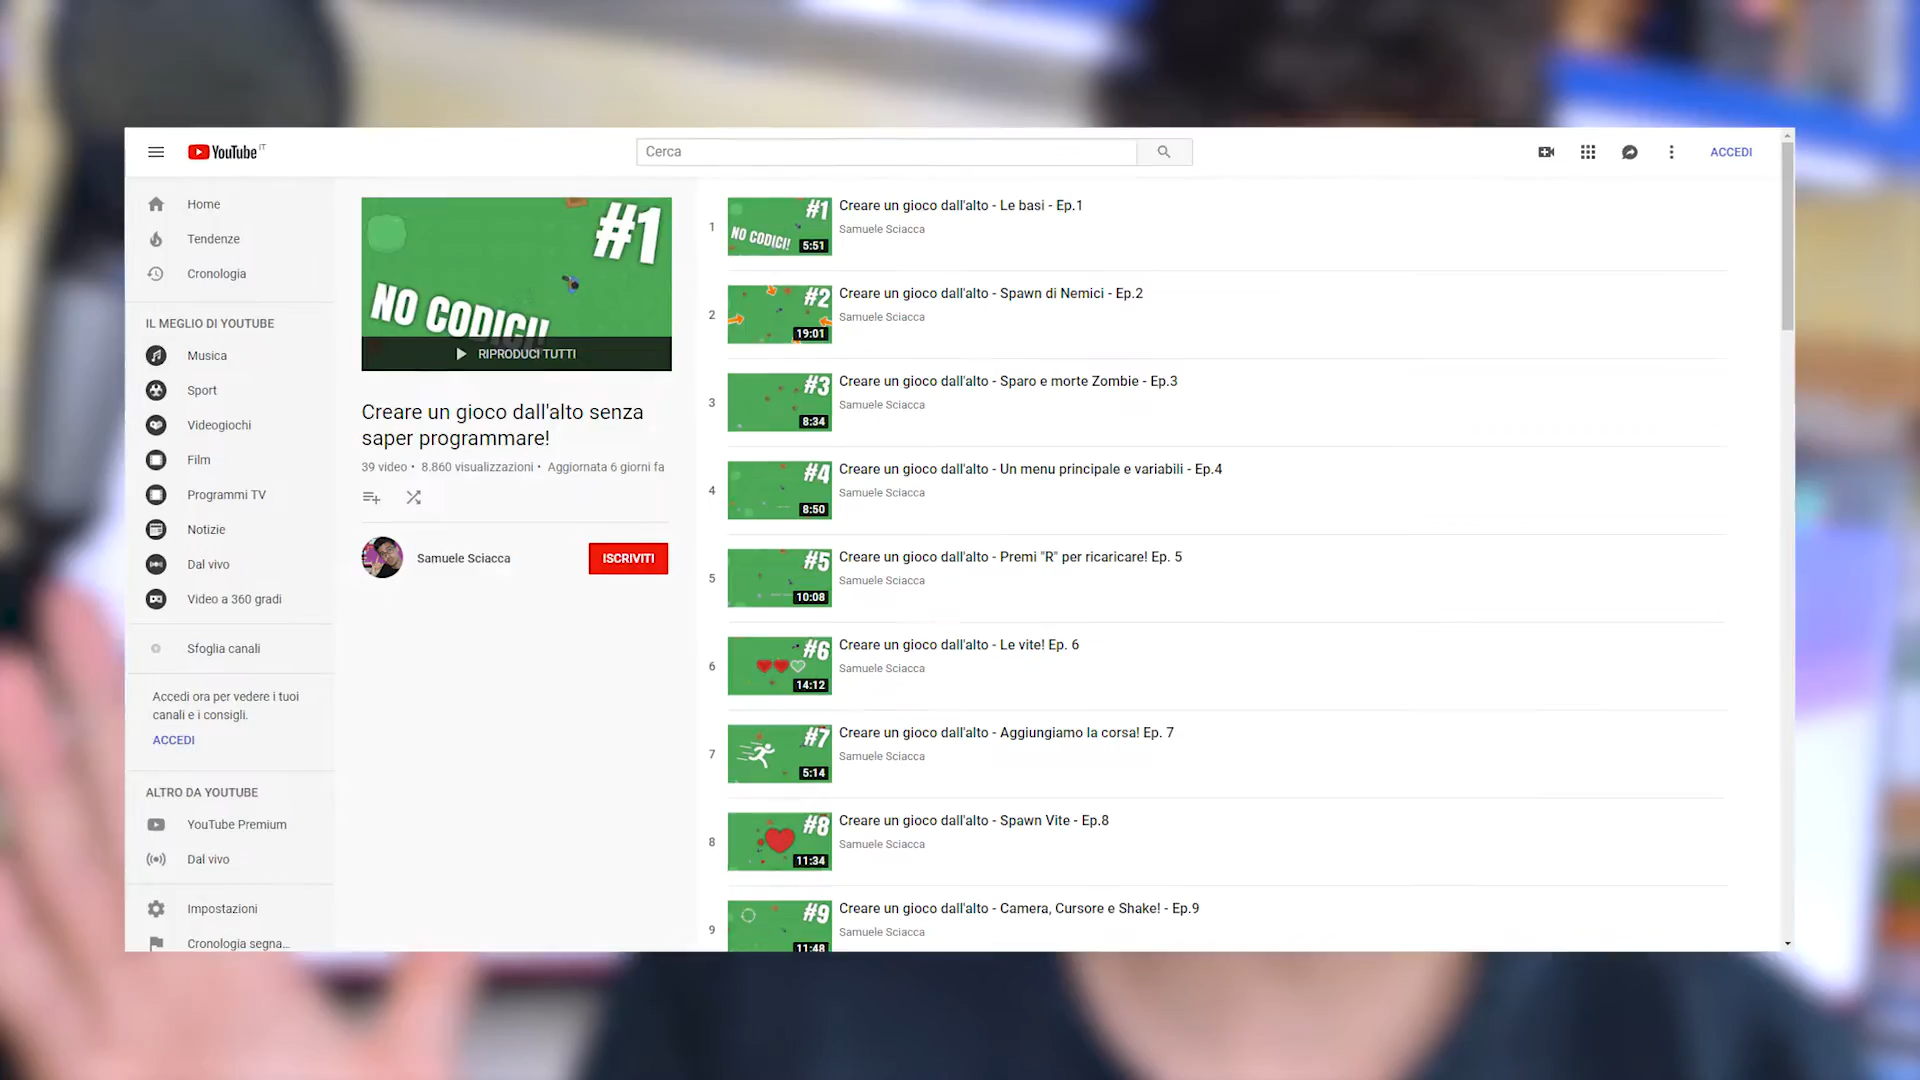 YouTube IT
Cerca
ACCEDI
Home
Tendenze
Cronologia
IL MEGLIO DI YOUTUBE
Musica
Sport
Videogiochi
Film
Programmi TV
Notizie
Dal vivo
Video a 360 gradi
Sfoglia canali
Accedi ora per vedere i tuoi
canali e i consigli.
ACCEDI
ALTRO DA YOUTUBE
YouTube Premium
Dal vivo
Impostazioni
Cronologia segna...
#1
NO CODICI!
RIPRODUCI TUTTI
Creare un gioco dall'alto senza
saper programmare!
39 video • 8.860 visualizzazioni • Aggiornata 6 giorni fa
Samuele Sciacca
ISCRIVITI
1
#1
NO CODICI!
5:51
Creare un gioco dall'alto - Le basi - Ep.1
Samuele Sciacca
2
#2
19:01
Creare un gioco dall'alto - Spawn di Nemici - Ep.2
Samuele Sciacca
3
#3
8:34
Creare un gioco dall'alto - Sparo e morte Zombie - Ep.3
Samuele Sciacca
4
#4
8:50
Creare un gioco dall'alto - Un menu principale e variabili - Ep.4
Samuele Sciacca
5
#5
10:08
Creare un gioco dall'alto - Premi "R" per ricaricare! Ep. 5
Samuele Sciacca
6
#6
14:12
Creare un gioco dall'alto - Le vite! Ep. 6
Samuele Sciacca
7
#7
5:14
Creare un gioco dall'alto - Aggiungiamo la corsa! Ep. 7
Samuele Sciacca
8
#8
11:34
Creare un gioco dall'alto - Spawn Vite - Ep.8
Samuele Sciacca
9
#9
11:48
Creare un gioco dall'alto - Camera, Cursore e Shake! - Ep.9
Samuele Sciacca